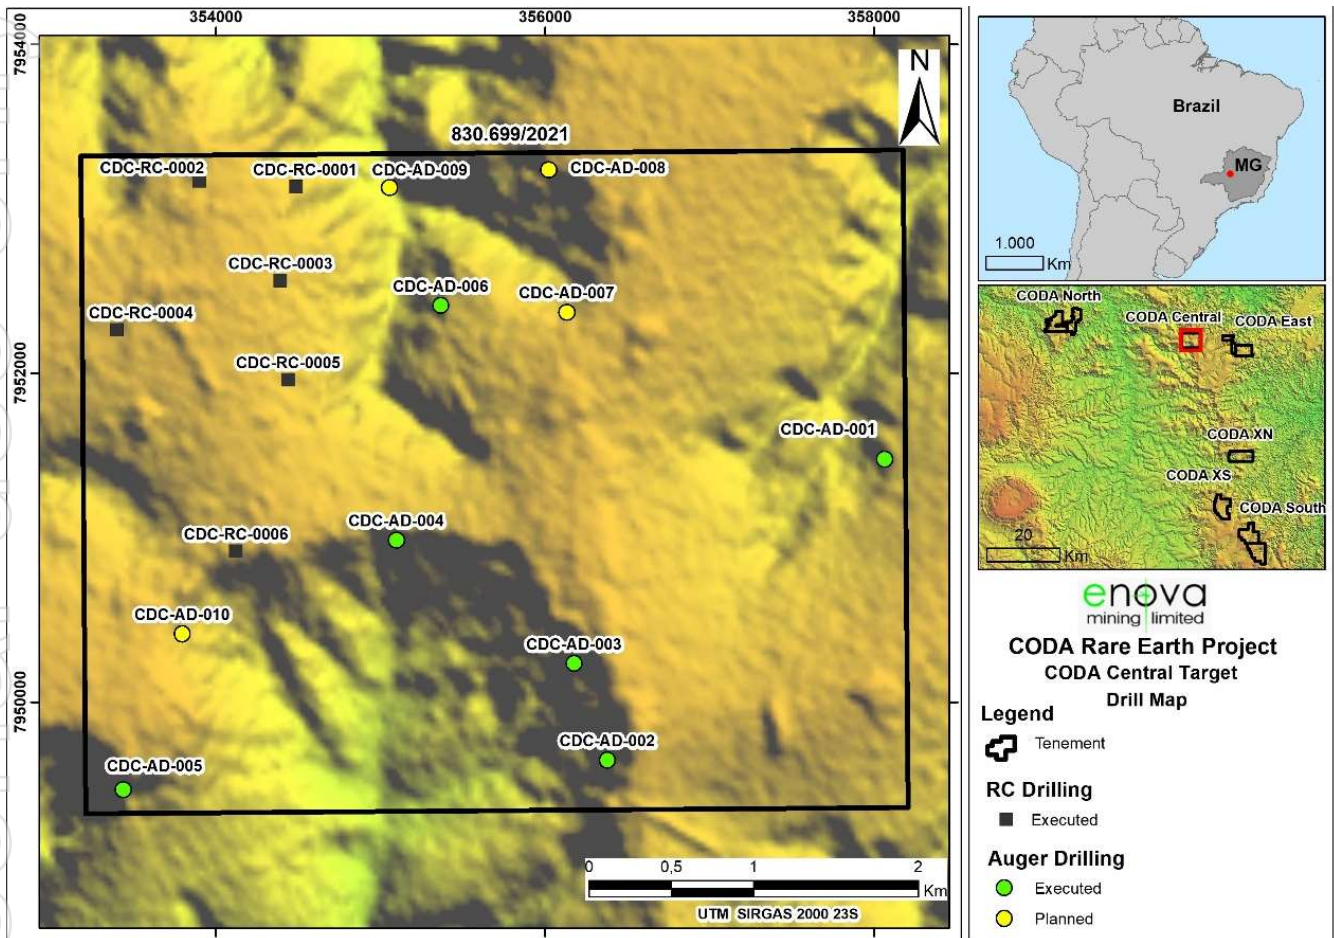 354000
356000
358000
7954000
7952000
7950000
N
830.699/2021
CDC-RC-0002
CDC-RC-0001
CDC-AD-009
CDC-AD-008
CDC-RC-0003
CDC-AD-006
CDC-AD-007
CDC-RC-0004
CDC-RC-0005
CDC-AD-001
CDC-AD-004
CDC-RC-0006
CDC-AD-010
CDC-AD-003
CDC-AD-002
CDC-AD-005
0 0,5 1 2
Km
UTM SIRGAS 2000 23S
Brazil
MG
1.000
Km
CODA North
CODA Central
CODA East
CODA XN
CODA XS
CODA South
20
Km
enova
mining limited
CODA Rare Earth Project
CODA Central Target
Drill Map
Legend
Tenement
RC Drilling
Executed
Auger Drilling
Executed
Planned